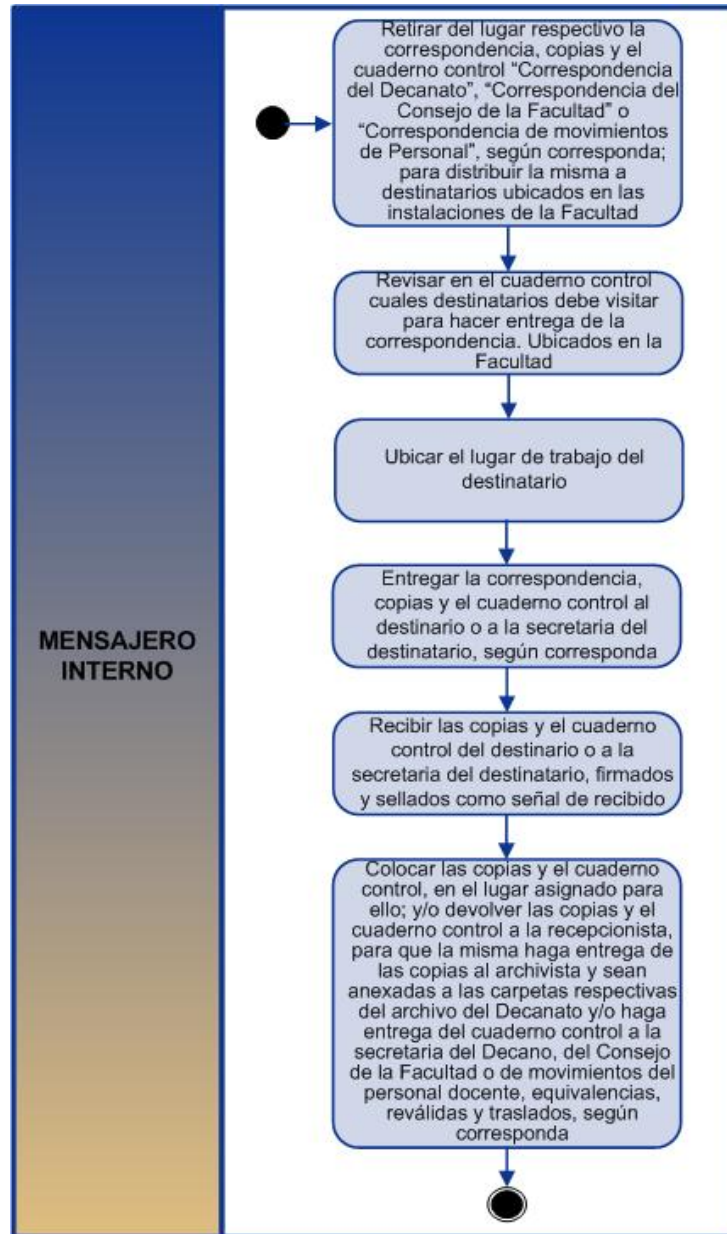 Retirar del lugar respectivo la
correspondencia, copias y el
cuaderno control “Correspondencia
del Decanato”, “Correspondencia del
Consejo de la Facultad” o
“Correspondencia de movimientos
de Personal”, según corresponda;
para distribuir la misma a
destinatarios ubicados en las
instalaciones de la Facultad
Revisar en el cuaderno control
cuales destinatarios debe visitar
para hacer entrega de la
correspondencia. Ubicados en la
Facultad
Ubicar el lugar de trabajo del
destinatario
Entregar la correspondencia,
copias y el cuaderno control al
destinario o a la secretaria del
destinatario, según corresponda
MENSAJERO
INTERNO
Recibir las copias y el cuaderno
control del destinario o a la
secretaria del destinatario, firmados
y sellados como señal de recibido
Colocar las copias y el cuaderno
control, en el lugar asignado para
ello; y/o devolver las copias y el
cuaderno control a la recepcionista,
para que la misma haga entrega de
las copias al archivista y sean
anexadas a las carpetas respectivas
del archivo del Decanato y/o haga
entrega del cuaderno control a la
secretaria del Decano, del Consejo
de la Facultad o de movimientos del
personal docente, equivalencias,
reválidas y traslados, según
corresponda